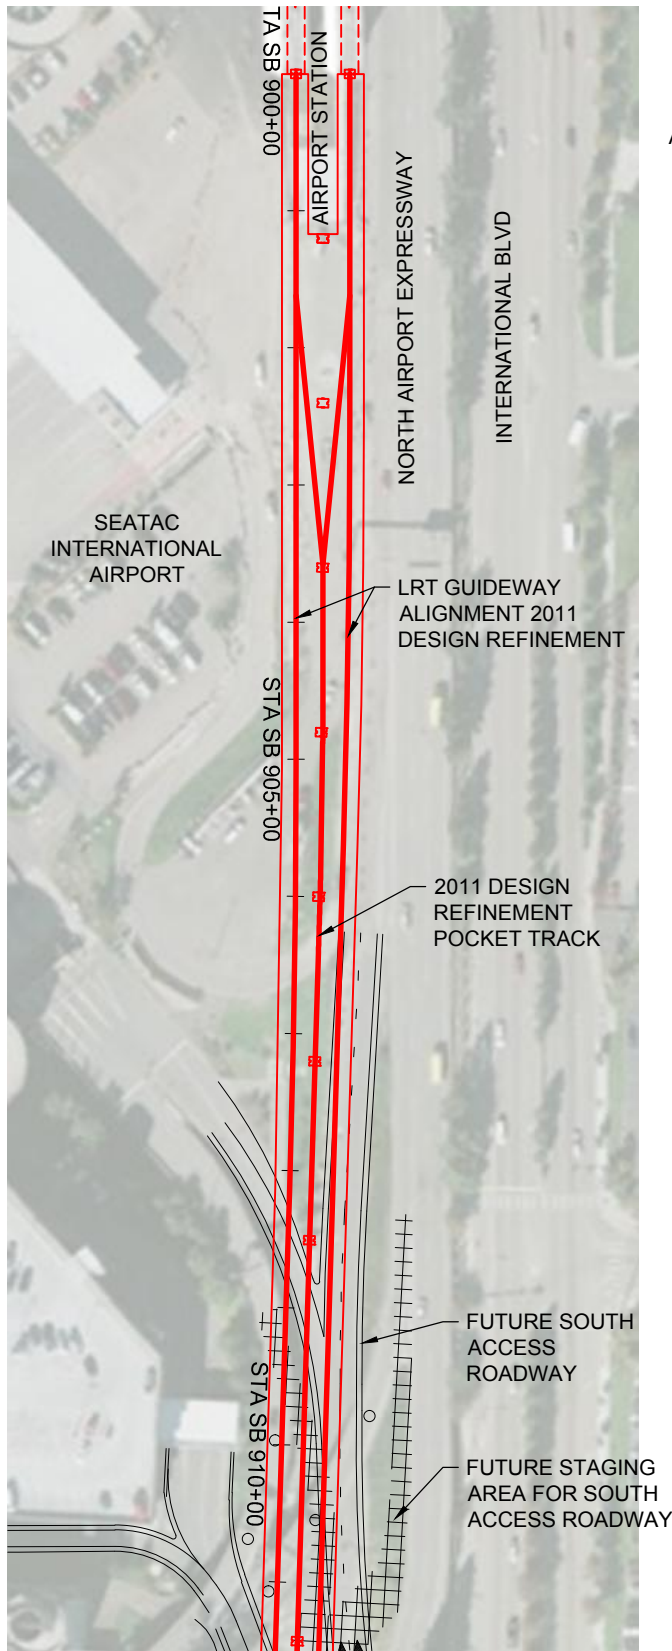 TA SB 900+00
AIRPORT STATION
NORTH AIRPORT EXPRESSWAY
INTERNATIONAL BLVD
SEATAC
INTERNATIONAL
AIRPORT
LRT GUIDEWAY
ALIGNMENT 2011
DESIGN REFINEMENT
STA SB 905+00
2011 DESIGN
REFINEMENT
POCKET TRACK
FUTURE SOUTH
ACCESS
ROADWAY
STA SB 910+00
FUTURE STAGING
AREA FOR SOUTH
ACCESS ROADWAY